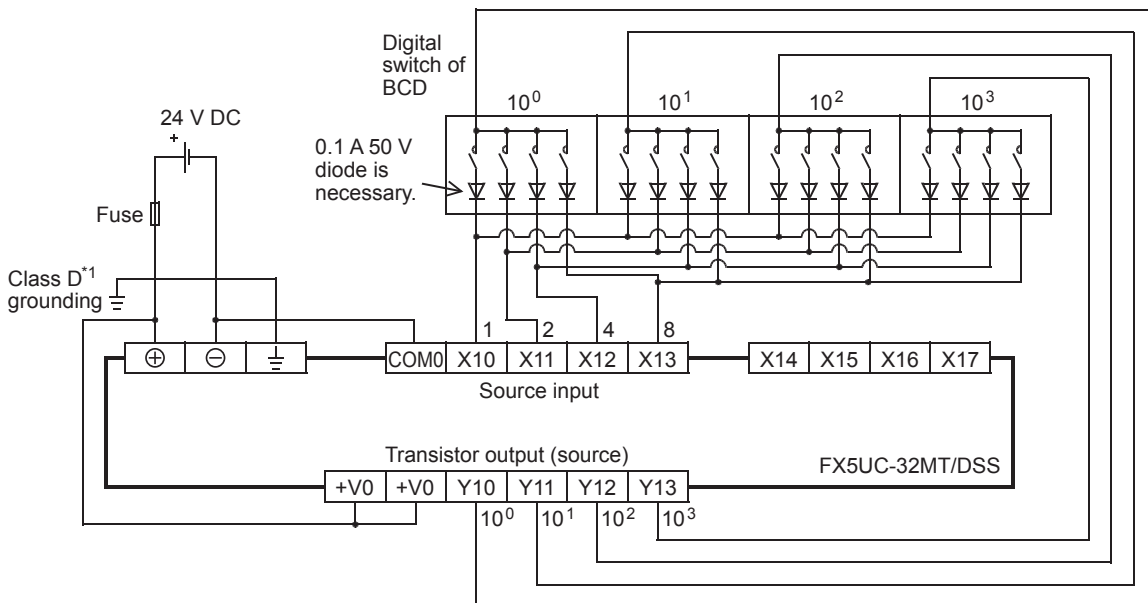 Digital
switch of
BCD
10⁰ 10¹ 10² 10³
24 V DC
+
0.1 A 50 V
diode is
necessary.
Fuse
Class D*1
grounding
1 2 4 8
+ −
COM0 X10 X11 X12 X13 X14 X15 X16 X17
Source input
Transistor output (source)
FX5UC-32MT/DSS
+V0 +V0 Y10 Y11 Y12 Y13
10⁰ 10¹ 10² 10³